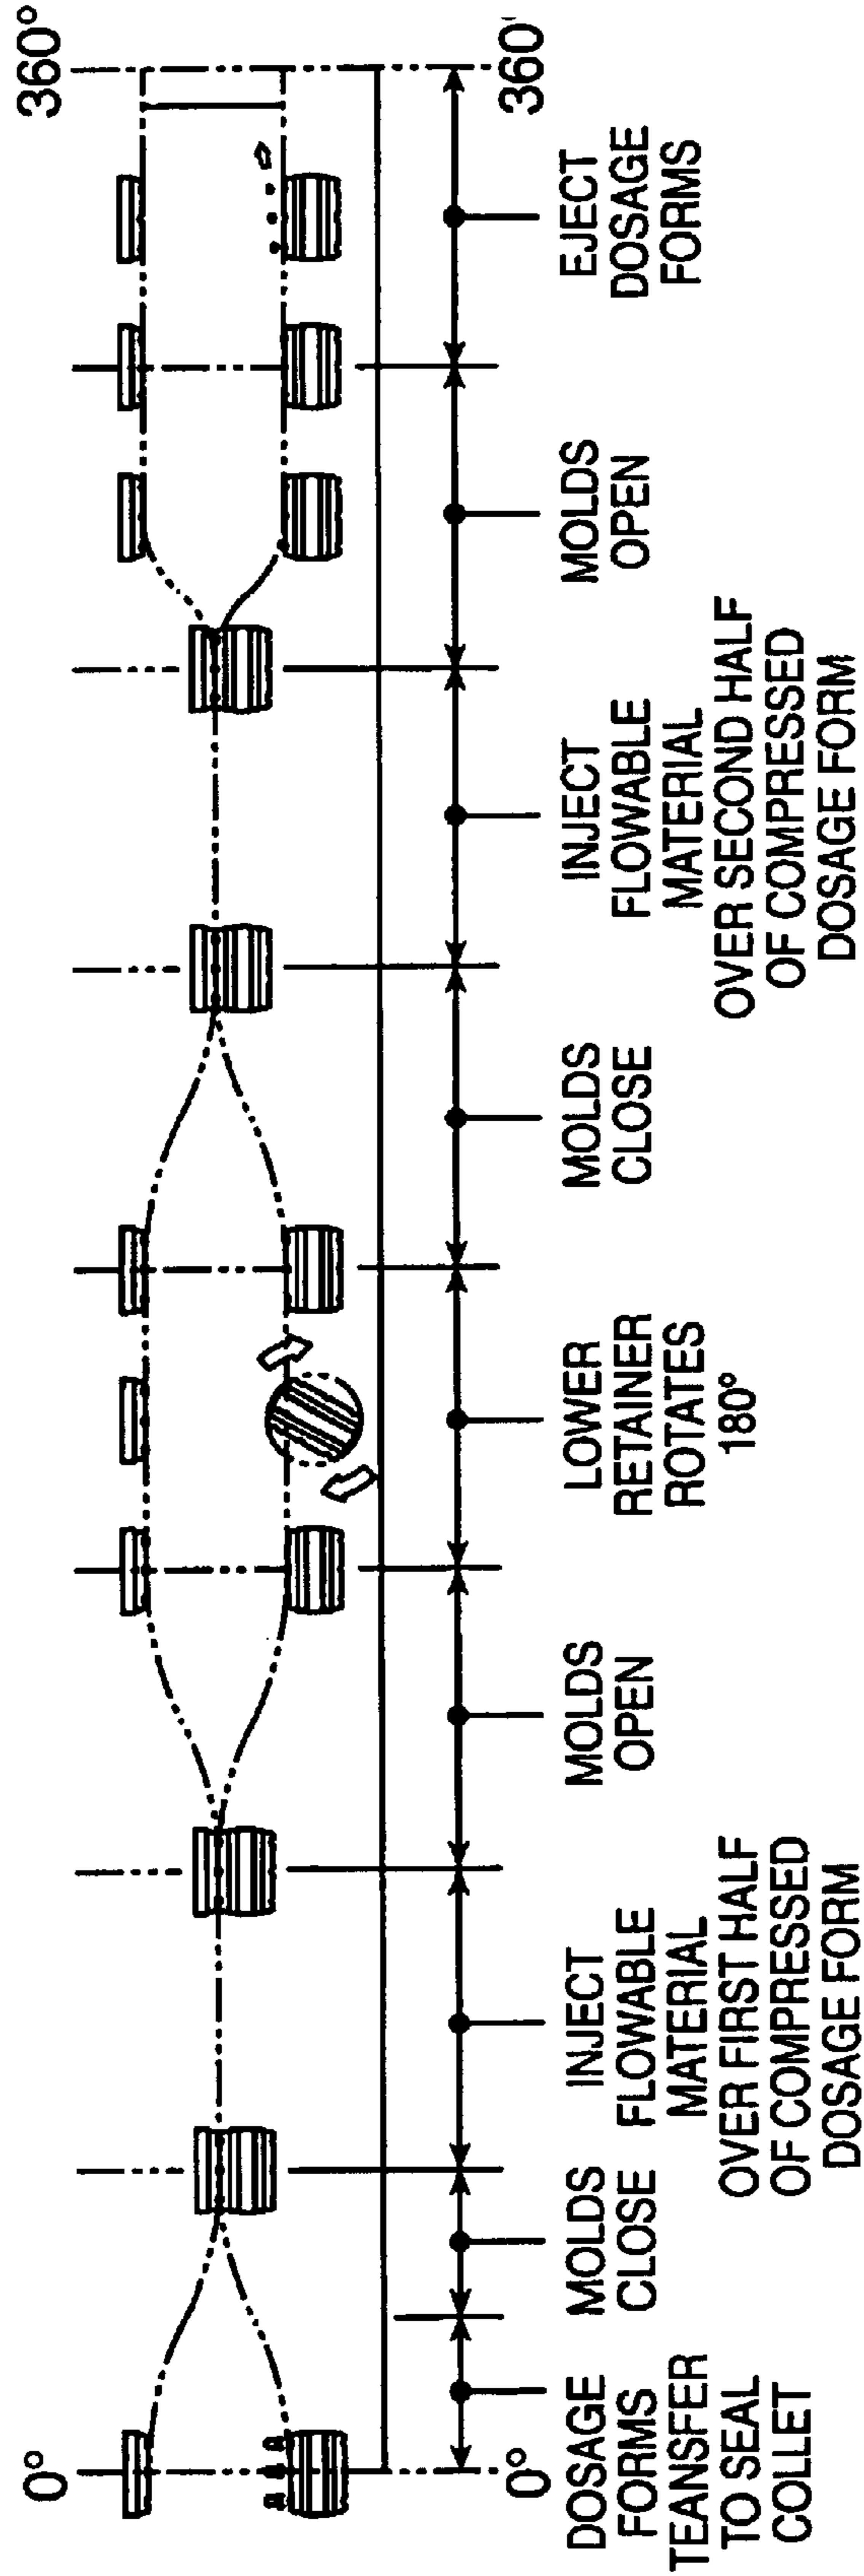 0°
360°
0°
360°
DOSAGE
FORMS
TEANSFER
TO SEAL
COLLET
MOLDS
CLOSE
INJECT
FLOWABLE
MATERIAL
OVER FIRST HALF
OF COMPRESSED
DOSAGE FORM
MOLDS
OPEN
LOWER
RETAINER
ROTATES
180°
MOLDS
CLOSE
INJECT
FLOWABLE
MATERIAL
OVER SECOND HALF
OF COMPRESSED
DOSAGE FORM
MOLDS
OPEN
EJECT
DOSAGE
FORMS